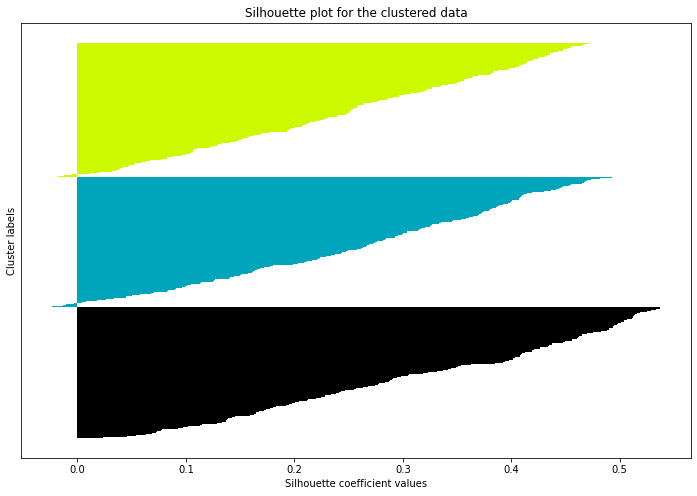 Silhouette plot for the clustered data
Cluster labels
0.0 0.1 0.2 0.3 0.4 0.5
Silhouette coefficient values